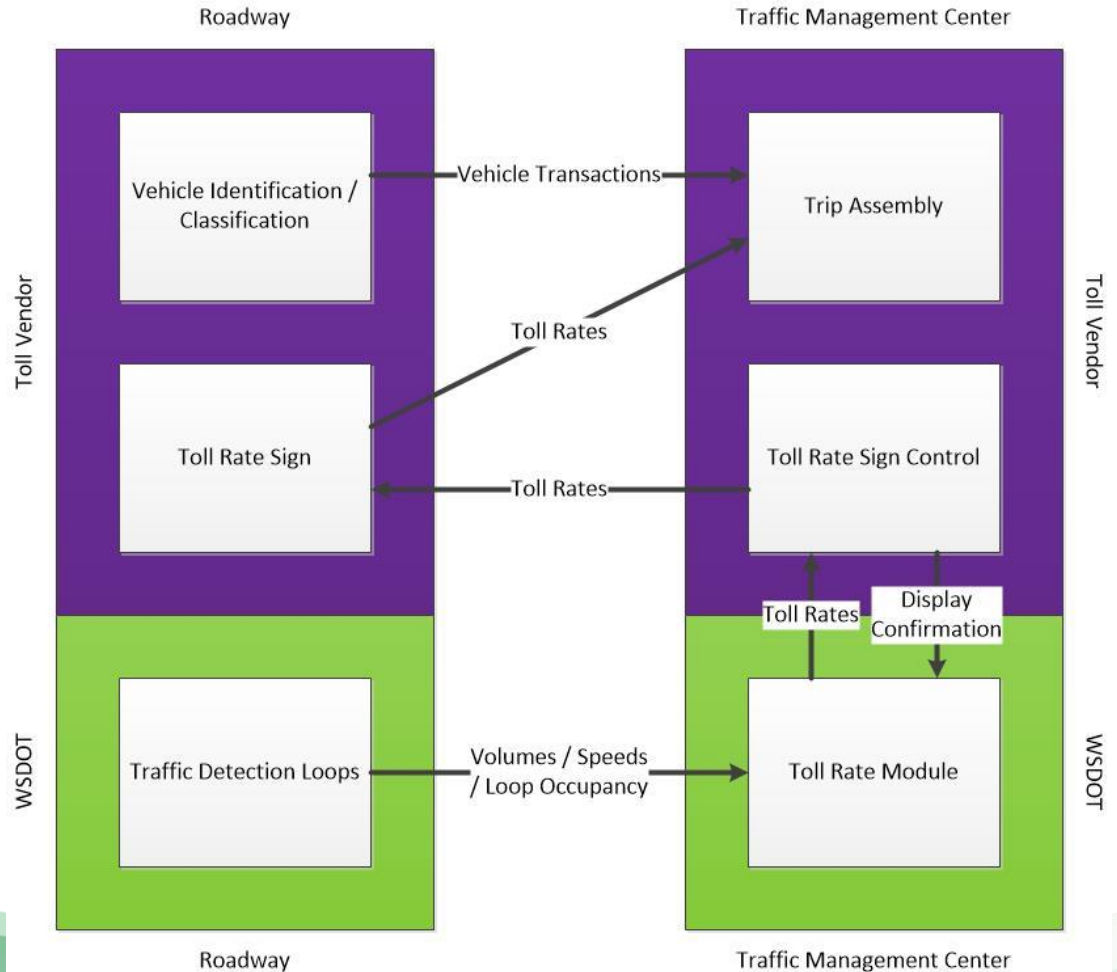 Roadway
Traffic Management Center
Vehicle Identification /
Classification
Vehicle Transactions
Trip Assembly
Toll Vendor
Toll Vendor
Toll Rates
Toll Rate Sign
Toll Rates
Toll Rate Sign Control
Toll Rates
Display
Confirmation
WSDOT
Traffic Detection Loops
Volumes / Speeds
/ Loop Occupancy
Toll Rate Module
WSDOT
Roadway
Traffic Management Center